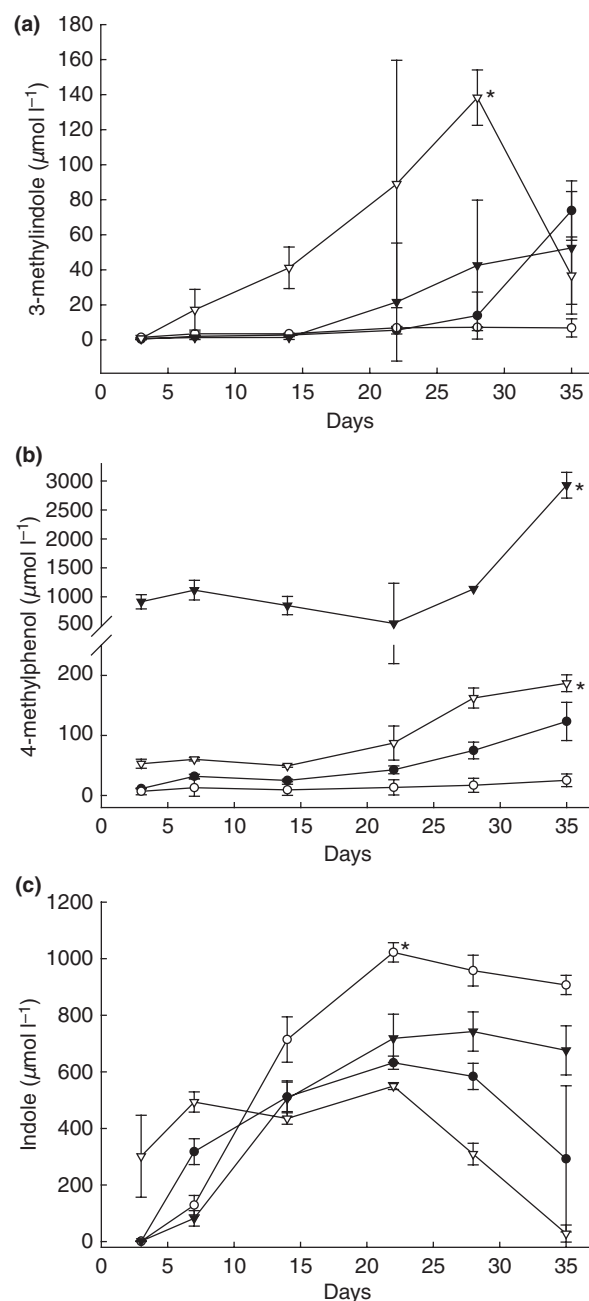 (a)
180
160
140
120
100
80
60
40
20
0
3-methylindole (μmol l⁻¹)
*
0 5 10 15 20 25 30 35
Days
(b)
3000
2500
2000
1500
1000
500
200
100
0
4-methylphenol (μmol l⁻¹)
*
*
0 5 10 15 20 25 30 35
Days
(c)
1200
1000
800
600
400
200
0
Indole (μmol l⁻¹)
*
0 5 10 15 20 25 30 35
Days